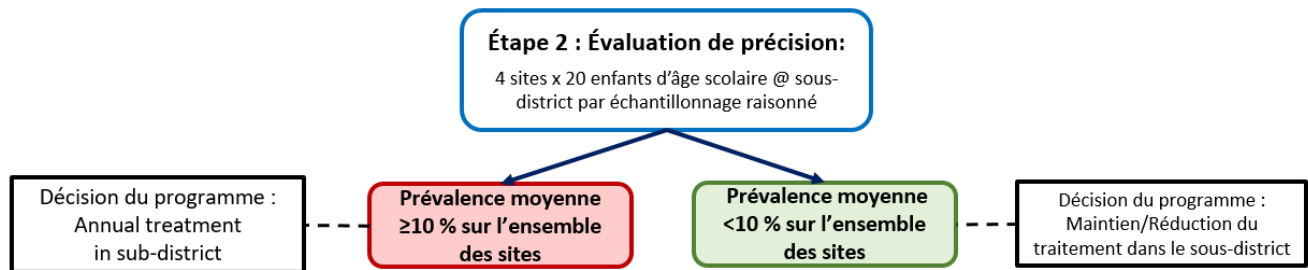 Étape 2 : Évaluation de précision:
4 sites x 20 enfants d'âge scolaire @ sous-
district par échantillonnage raisonné
Décision du programme :
Annual treatment
in sub-district
Prévalence moyenne
≥10 % sur l'ensemble
des sites
Prévalence moyenne
<10 % sur l'ensemble
des sites
Décision du programme :
Maintien/Réduction du
traitement dans le sous-district